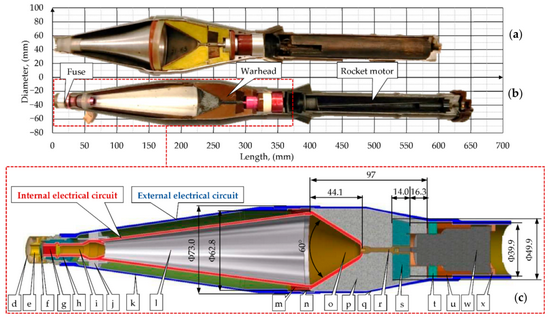 100
80
60
40
20
0
−20
−40
−60
−80
Diameter, (mm)
(a)
Fuse
Warhead
Rocket motor
(b)
0 50 100 150 200 250 300 350 400 450 500 550 600 650 700
Length, (mm)
97
Internal electrical circuit
External electrical circuit
44.1
14.0
16.3
Φ73.0
Φ62.8
60°
Φ39.9
Φ49.9
d e f g h i j k l m n o p q r s t u w x
(c)